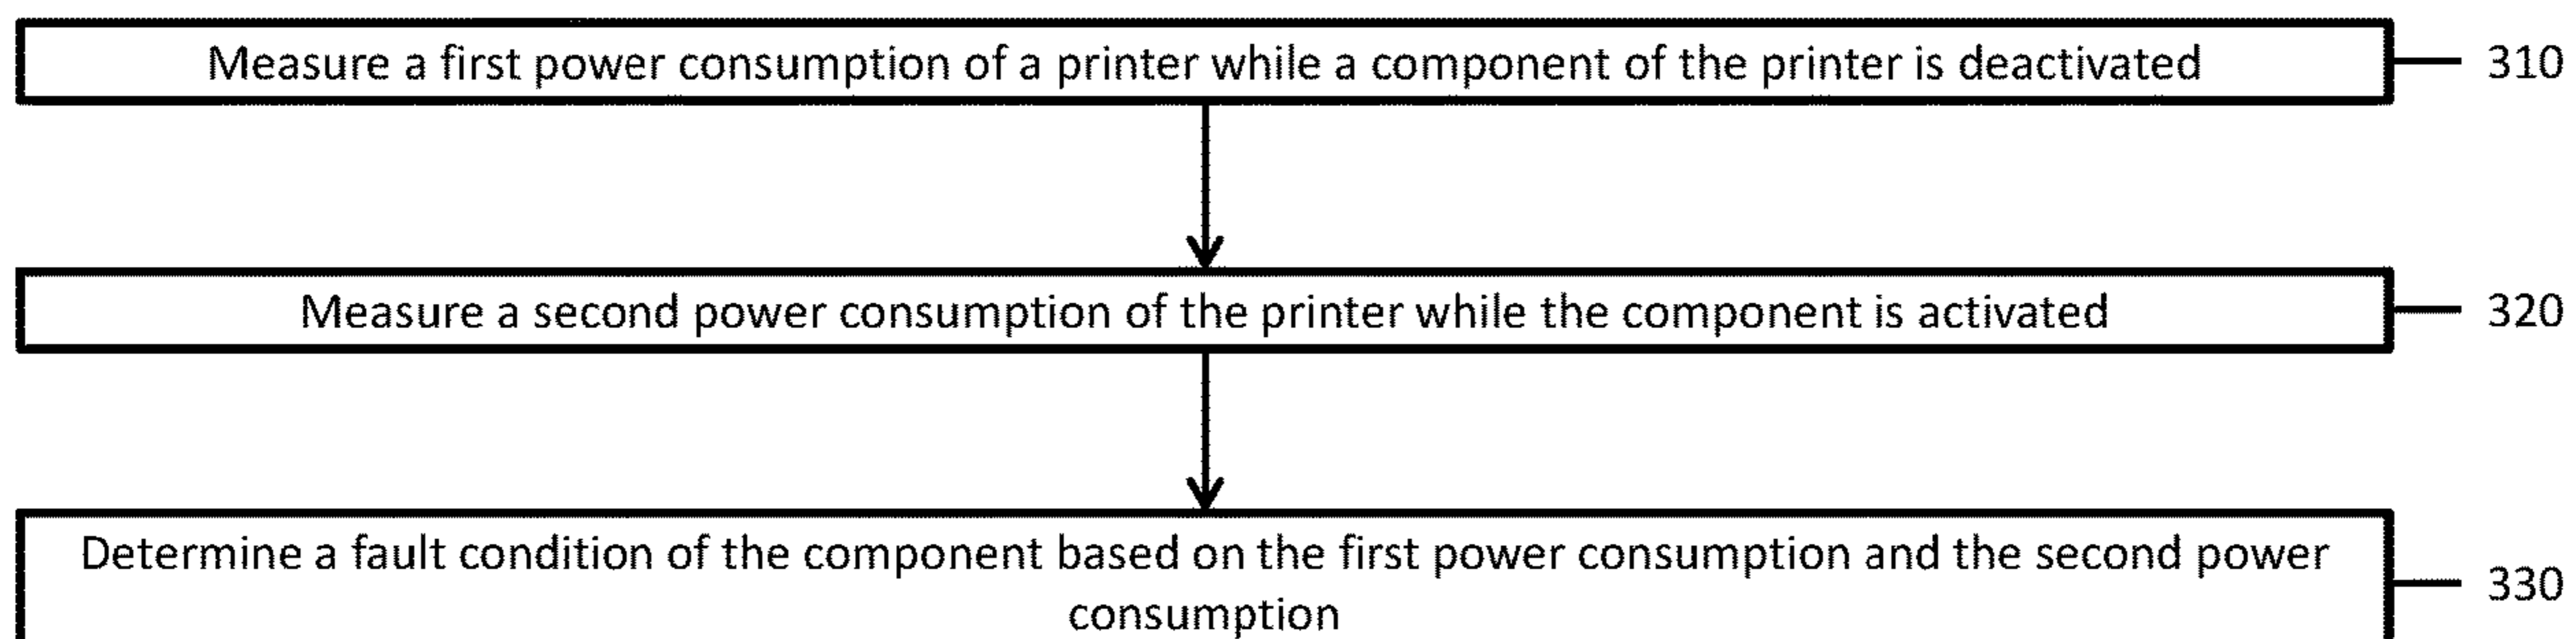 Measure a first power consumption of a printer while a component of the printer is deactivated
310
Measure a second power consumption of the printer while the component is activated
320
Determine a fault condition of the component based on the first power consumption and the second power
consumption
330